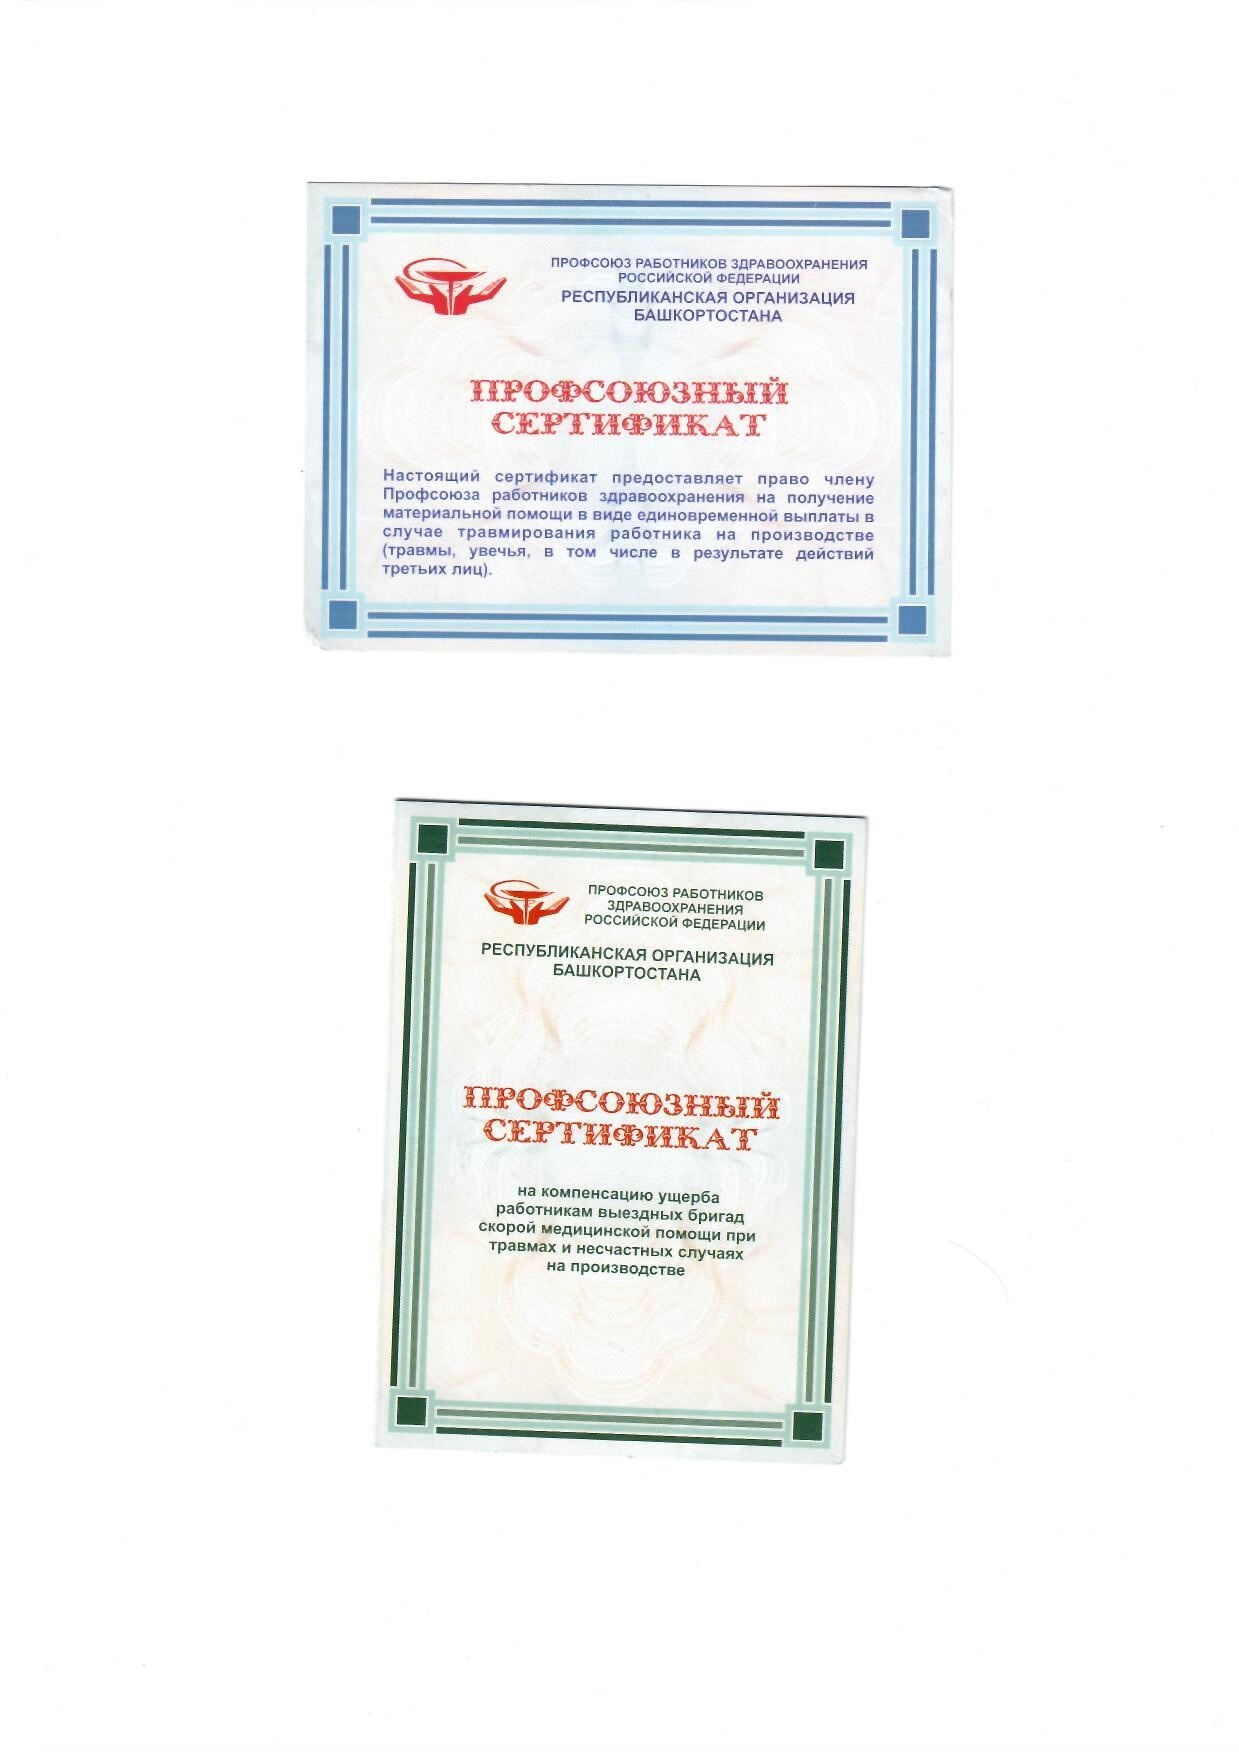 ПРОФСОЮЗ РАБОТНИКОВ ЗДРАВООХРАНЕНИЯ
РОССИЙСКОЙ ФЕДЕРАЦИИ
РЕСПУБЛИКАНСКАЯ ОРГАНИЗАЦИЯ
БАШКОРТОСТАНА
ПРОФСОЮЗНЫЙ
СЕРТИФИКАТ
Настоящий сертификат предоставляет право члену
Профсоюза работников здравоохранения на получение
материальной помощи в виде единовременной выплаты в
случае травмирования работника на производстве
(травмы, увечья, в том числе в результате действий
третьих лиц).
ПРОФСОЮЗ РАБОТНИКОВ
ЗДРАВООХРАНЕНИЯ
РОССИЙСКОЙ ФЕДЕРАЦИИ
РЕСПУБЛИКАНСКАЯ ОРГАНИЗАЦИЯ
БАШКОРТОСТАНА
ПРОФСОЮЗНЫЙ
СЕРТИФИКАТ
на компенсацию ущерба
работникам выездных бригад
скорой медицинской помощи при
травмах и несчастных случаях
на производстве